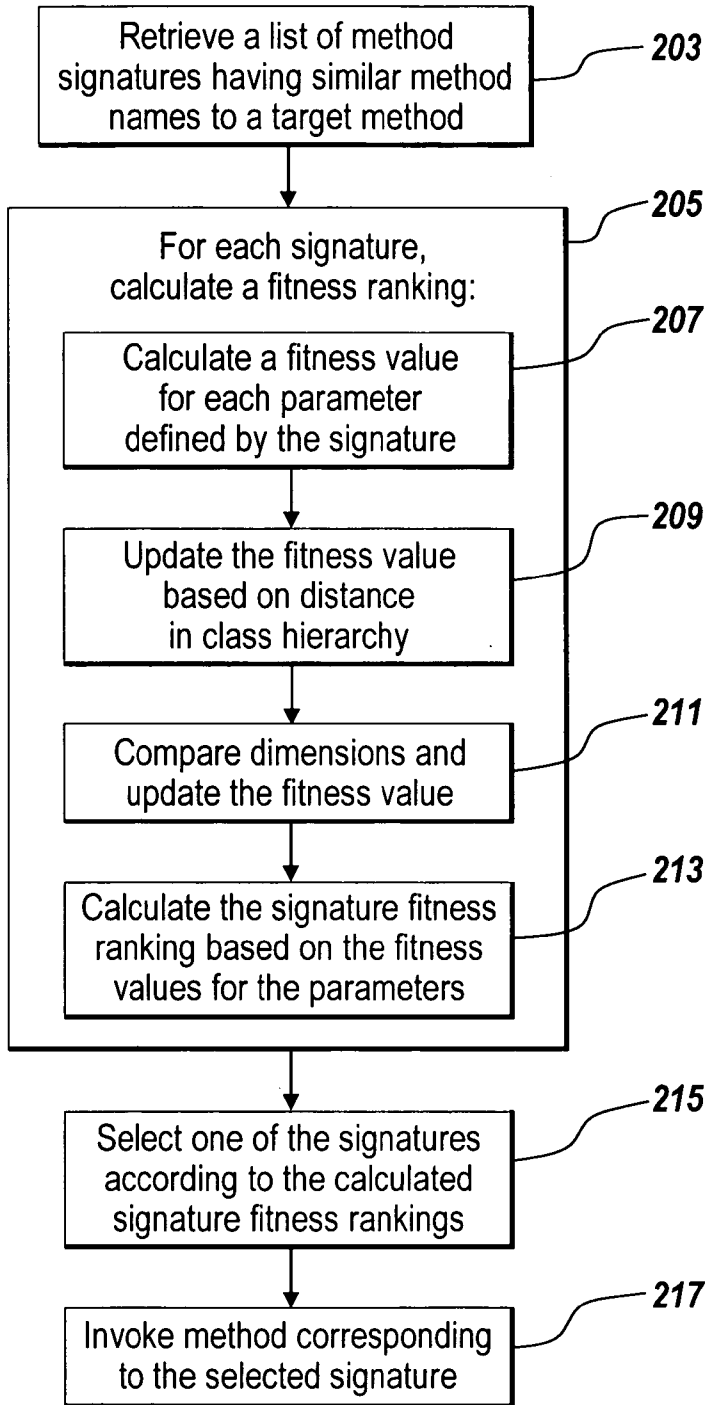 Retrieve a list of method
signatures having similar method
names to a target method
203
205
For each signature,
calculate a fitness ranking:
207
Calculate a fitness value
for each parameter
defined by the signature
209
Update the fitness value
based on distance
in class hierarchy
211
Compare dimensions and
update the fitness value
213
Calculate the signature fitness
ranking based on the fitness
values for the parameters
215
Select one of the signatures
according to the calculated
signature fitness rankings
217
Invoke method corresponding
to the selected signature